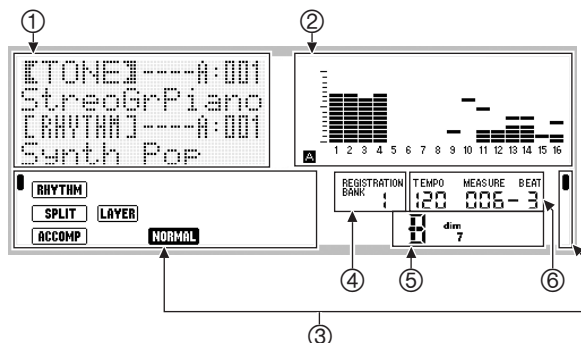 ① ②
【TONE】----A:001
StreoGrPiano
[RHYTHM]----A:001
Synth Pop
A 1 2 3 4 5 6 7 8 9 10 11 12 13 14 15 16
RHYTHM
SPLIT LAYER
ACCOMP NORMAL
REGISTRATION BANK 1
TEMPO MEASURE BEAT
120 006- 3
B dim 7
④ ⑤ ⑥
③